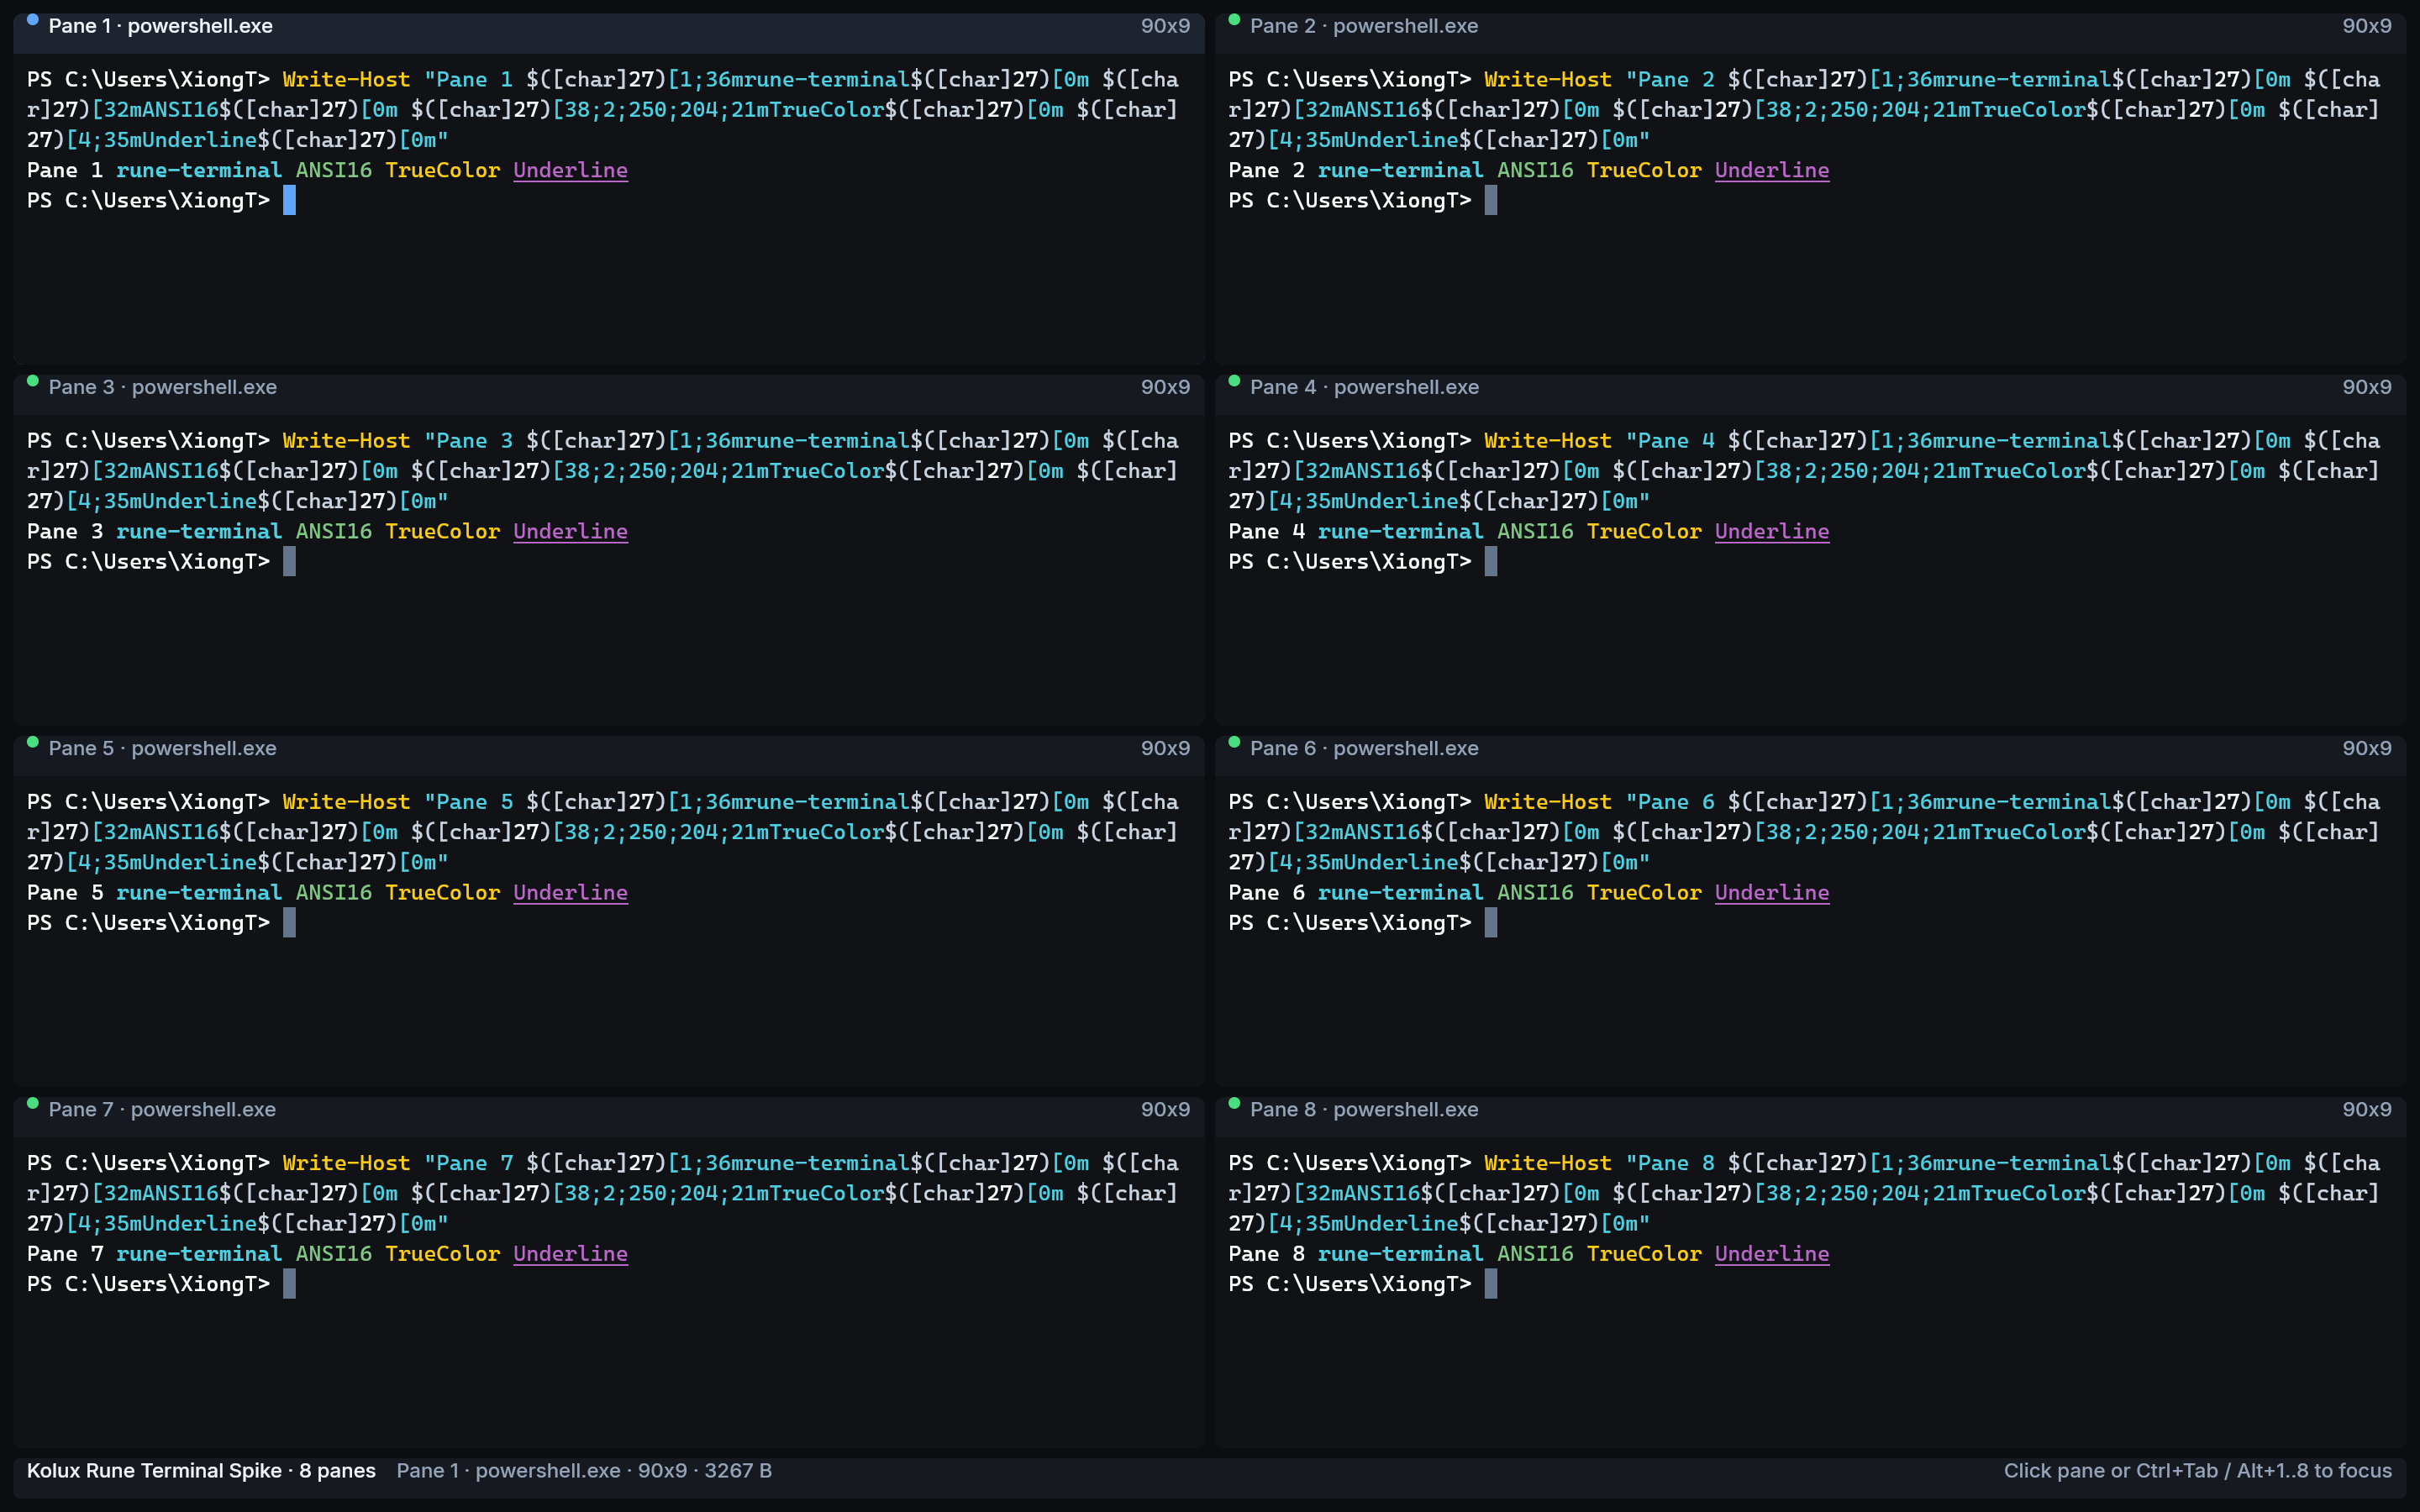 Pane 1 · powershell.exe 90x9
PS C:\Users\XiongT> Write-Host "Pane 1 $([char]27)[1;36mrune-terminal$([char]27)[0m $([cha
r]27)[32mANSI16$([char]27)[0m $([char]27)[38;2;250;204;21mTrueColor$([char]27)[0m $([char]
27)[4;35mUnderline$([char]27)[0m"
Pane 1 rune-terminal ANSI16 TrueColor Underline
PS C:\Users\XiongT>
Pane 2 · powershell.exe 90x9
PS C:\Users\XiongT> Write-Host "Pane 2 $([char]27)[1;36mrune-terminal$([char]27)[0m $([cha
r]27)[32mANSI16$([char]27)[0m $([char]27)[38;2;250;204;21mTrueColor$([char]27)[0m $([char]
27)[4;35mUnderline$([char]27)[0m"
Pane 2 rune-terminal ANSI16 TrueColor Underline
PS C:\Users\XiongT>
Pane 3 · powershell.exe 90x9
PS C:\Users\XiongT> Write-Host "Pane 3 $([char]27)[1;36mrune-terminal$([char]27)[0m $([cha
r]27)[32mANSI16$([char]27)[0m $([char]27)[38;2;250;204;21mTrueColor$([char]27)[0m $([char]
27)[4;35mUnderline$([char]27)[0m"
Pane 3 rune-terminal ANSI16 TrueColor Underline
PS C:\Users\XiongT>
Pane 4 · powershell.exe 90x9
PS C:\Users\XiongT> Write-Host "Pane 4 $([char]27)[1;36mrune-terminal$([char]27)[0m $([cha
r]27)[32mANSI16$([char]27)[0m $([char]27)[38;2;250;204;21mTrueColor$([char]27)[0m $([char]
27)[4;35mUnderline$([char]27)[0m"
Pane 4 rune-terminal ANSI16 TrueColor Underline
PS C:\Users\XiongT>
Pane 5 · powershell.exe 90x9
PS C:\Users\XiongT> Write-Host "Pane 5 $([char]27)[1;36mrune-terminal$([char]27)[0m $([cha
r]27)[32mANSI16$([char]27)[0m $([char]27)[38;2;250;204;21mTrueColor$([char]27)[0m $([char]
27)[4;35mUnderline$([char]27)[0m"
Pane 5 rune-terminal ANSI16 TrueColor Underline
PS C:\Users\XiongT>
Pane 6 · powershell.exe 90x9
PS C:\Users\XiongT> Write-Host "Pane 6 $([char]27)[1;36mrune-terminal$([char]27)[0m $([cha
r]27)[32mANSI16$([char]27)[0m $([char]27)[38;2;250;204;21mTrueColor$([char]27)[0m $([char]
27)[4;35mUnderline$([char]27)[0m"
Pane 6 rune-terminal ANSI16 TrueColor Underline
PS C:\Users\XiongT>
Pane 7 · powershell.exe 90x9
PS C:\Users\XiongT> Write-Host "Pane 7 $([char]27)[1;36mrune-terminal$([char]27)[0m $([cha
r]27)[32mANSI16$([char]27)[0m $([char]27)[38;2;250;204;21mTrueColor$([char]27)[0m $([char]
27)[4;35mUnderline$([char]27)[0m"
Pane 7 rune-terminal ANSI16 TrueColor Underline
PS C:\Users\XiongT>
Pane 8 · powershell.exe 90x9
PS C:\Users\XiongT> Write-Host "Pane 8 $([char]27)[1;36mrune-terminal$([char]27)[0m $([cha
r]27)[32mANSI16$([char]27)[0m $([char]27)[38;2;250;204;21mTrueColor$([char]27)[0m $([char]
27)[4;35mUnderline$([char]27)[0m"
Pane 8 rune-terminal ANSI16 TrueColor Underline
PS C:\Users\XiongT>
Kolux Rune Terminal Spike · 8 panes Pane 1 · powershell.exe · 90x9 · 3267 B Click pane or Ctrl+Tab / Alt+1..8 to focus